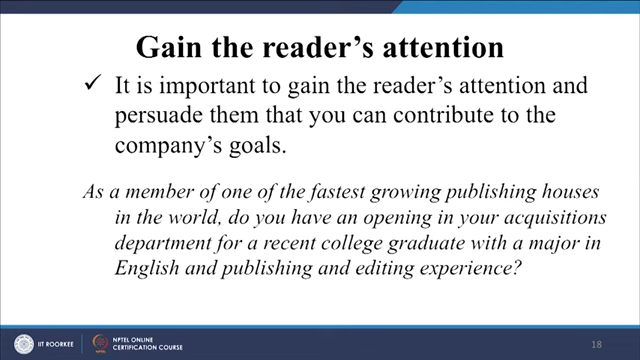 Gain the reader's attention
✓ It is important to gain the reader's attention and
persuade them that you can contribute to the
company's goals.
As a member of one of the fastest growing publishing houses
in the world, do you have an opening in your acquisitions
department for a recent college graduate with a major in
English and publishing and editing experience?
IIT ROORKEE
NPTEL ONLINE
CERTIFICATION COURSE
18